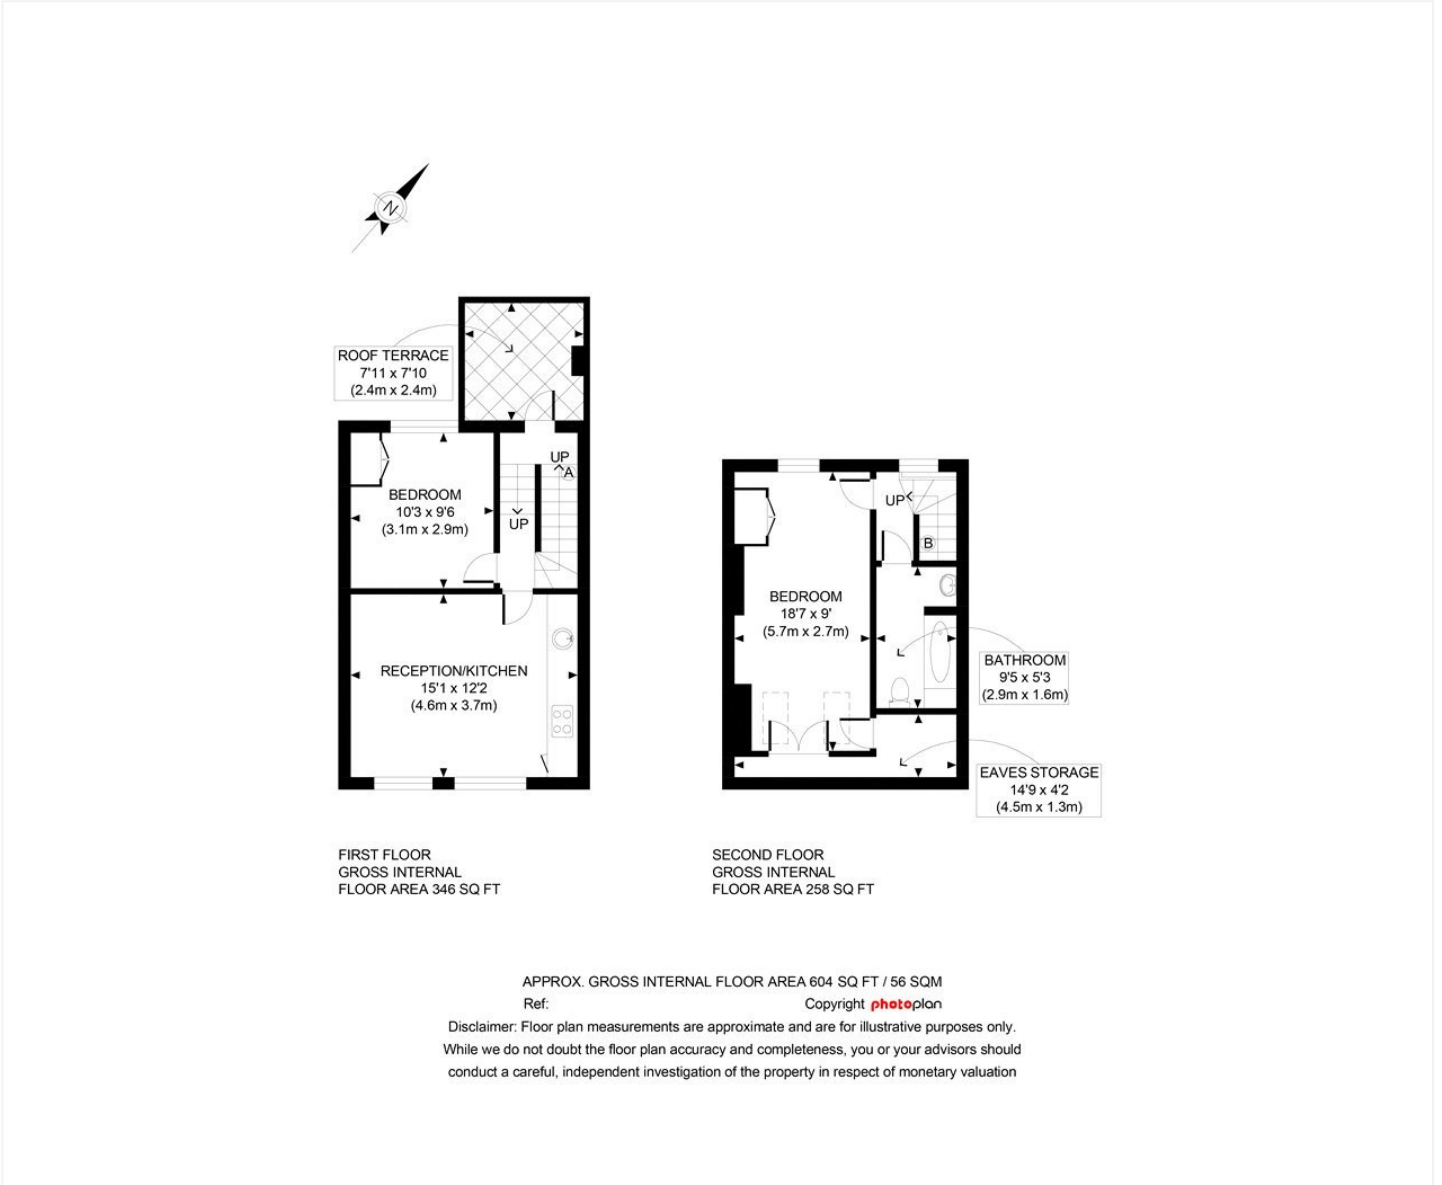 N
ROOF TERRACE
7'11 x 7'10
(2.4m x 2.4m)
UP
A
BEDROOM
10'3 x 9'6
(3.1m x 2.9m)
UP
RECEPTION/KITCHEN
15'1 x 12'2
(4.6m x 3.7m)
UP
B
BEDROOM
18'7 x 9'
(5.7m x 2.7m)
BATHROOM
9'5 x 5'3
(2.9m x 1.6m)
EAVES STORAGE
14'9 x 4'2
(4.5m x 1.3m)
FIRST FLOOR
GROSS INTERNAL
FLOOR AREA 346 SQ FT
SECOND FLOOR
GROSS INTERNAL
FLOOR AREA 258 SQ FT
APPROX. GROSS INTERNAL FLOOR AREA 604 SQ FT / 56 SQM
Ref: Copyright photoplan
Disclaimer: Floor plan measurements are approximate and are for illustrative purposes only.
While we do not doubt the floor plan accuracy and completeness, you or your advisors should
conduct a careful, independent investigation of the property in respect of monetary valuation